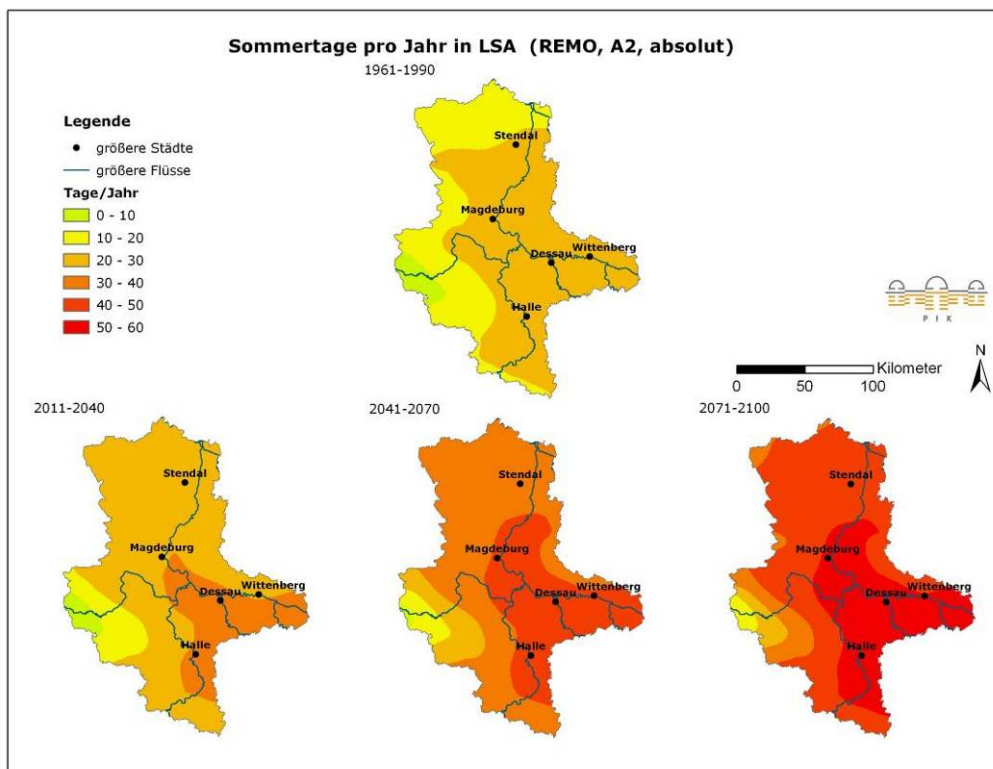 Sommertage pro Jahr in LSA (REMO, A2, absolut)
1961-1990
Legende
größere Städte
größere Flüsse
Tage/Jahr
0 - 10
10 - 20
20 - 30
30 - 40
40 - 50
50 - 60
Stendal
Magdeburg
Dessau
Wittenberg
Halle
P I K
N
Kilometer
0 50 100
2011-2040
Stendal
Magdeburg
Dessau
Wittenberg
Halle
2041-2070
Stendal
Magdeburg
Dessau
Wittenberg
Halle
2071-2100
Stendal
Magdeburg
Dessau
Wittenberg
Halle